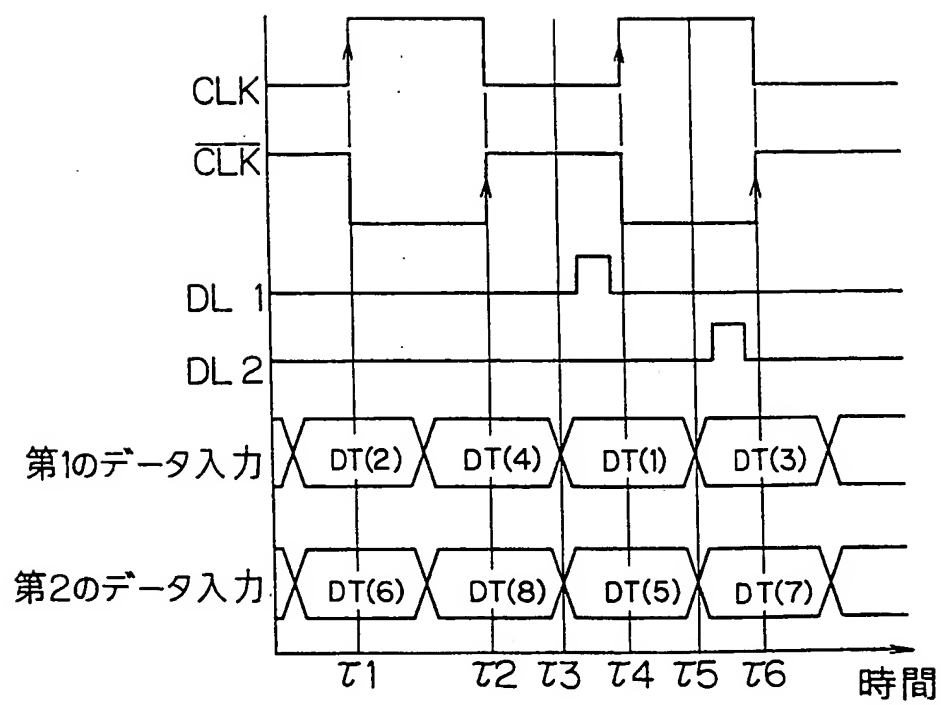 CLK
C̅L̅K̅
DL 1
DL 2
第1のデータ入力 DT(2) DT(4) DT(1) DT(3)
第2のデータ入力 DT(6) DT(8) DT(5) DT(7)
τ1 τ2 τ3 τ4 τ5 τ6
時間